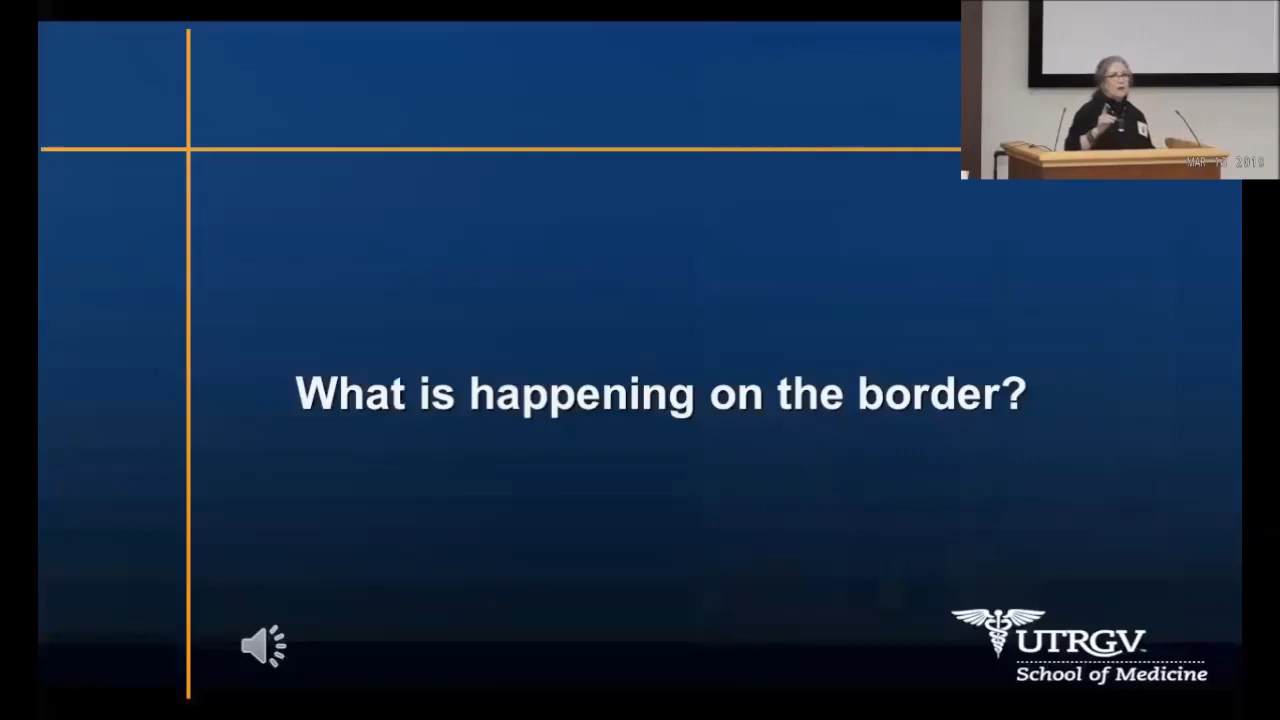 What is happening on the border?
UTRGV
School of Medicine